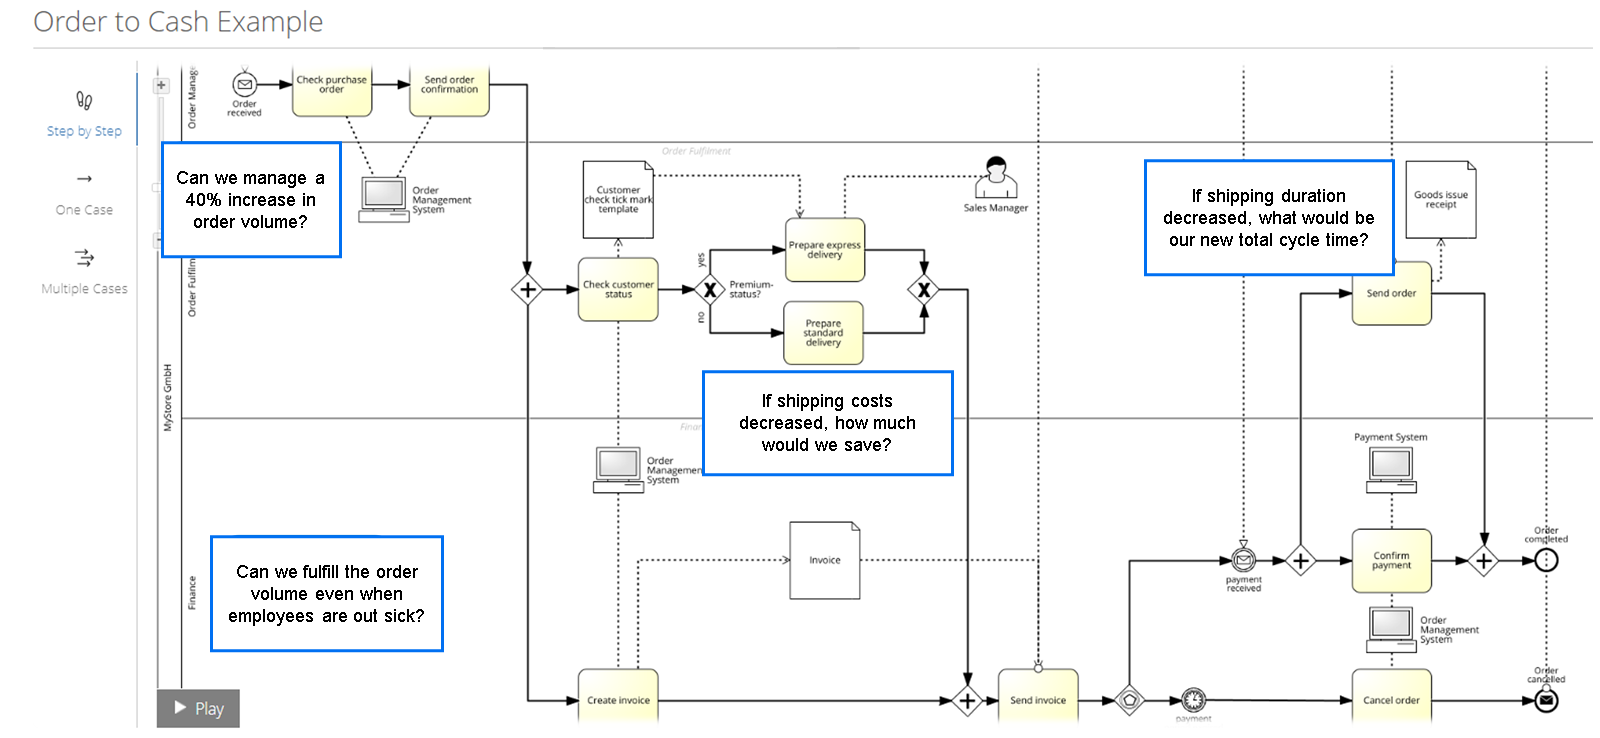 Order to Cash Example
Step by Step
One Case
Multiple Cases
Play
MyStore GmbH
Order Manag
Order
received
Check purchase
order
Send order
confirmation
Can we manage a
40% increase in
order volume?
Order
Management
System
Order Fulfilment
Order Fulfilm
Customer
check tick mark
template
Check customer
status
yes
no
Premium-
status?
Prepare express
delivery
Prepare
standard
delivery
Sales Manager
If shipping duration
decreased, what would be
our new total cycle time?
Goods issue
receipt
Send order
If shipping costs
decreased, how much
would we save?
Finance
Finan
Order
Managemen
System
Can we fulfill the order
volume even when
employees are out sick?
Invoice
Create invoice
Send invoice
payment
received
payment
Payment System
Confirm
payment
Order
completed
Order
Management
System
Cancel order
Order
cancelled